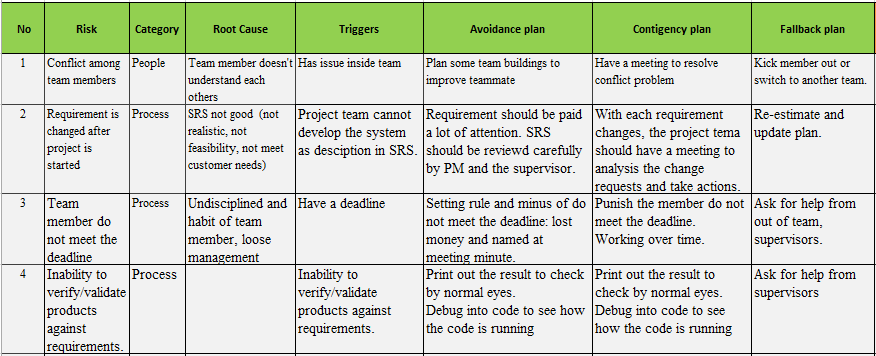 No Risk Category Root Cause Triggers Avoidance plan Contigency plan Fallback plan
1
Conflict among
team members
People
Team member doesn't
understand each
others
Has issue inside team
Plan some team buildings to
improve teammate
Have a meeting to resolve
conflict problem
Kick member out or
switch to another team.
2
Requirement is
changed after
project is
started
Process
SRS not good (not
realistic, not
feasibility, not meet
customer needs)
Project team cannot
develop the system
as desciption in SRS.
Requirement should be paid
a lot of attention. SRS
should be reviewd carefully
by PM and the supervisor.
With each requirement
changes, the project tema
should have a meeting to
analysis the change
requests and take actions.
Re-estimate and
update plan.
3
Team
member do
not meet the
deadline
Process
Undisciplined and
habit of team
member, loose
management
Have a deadline
Setting rule and minus of do
not meet the deadline: lost
money and named at
meeting minute.
Punish the member do not
meet the deadline.
Working over time.
Ask for help from
out of team,
supervisors.
4
Inability to
verify/validate
products
against
requirements.
Process
Inability to
verify/validate
products against
requirements.
Print out the result to check
by normal eyes.
Debug into code to see how
the code is running
Print out the result to
check by normal eyes.
Debug into code to see
how the code is running
Ask for help from
supervisors